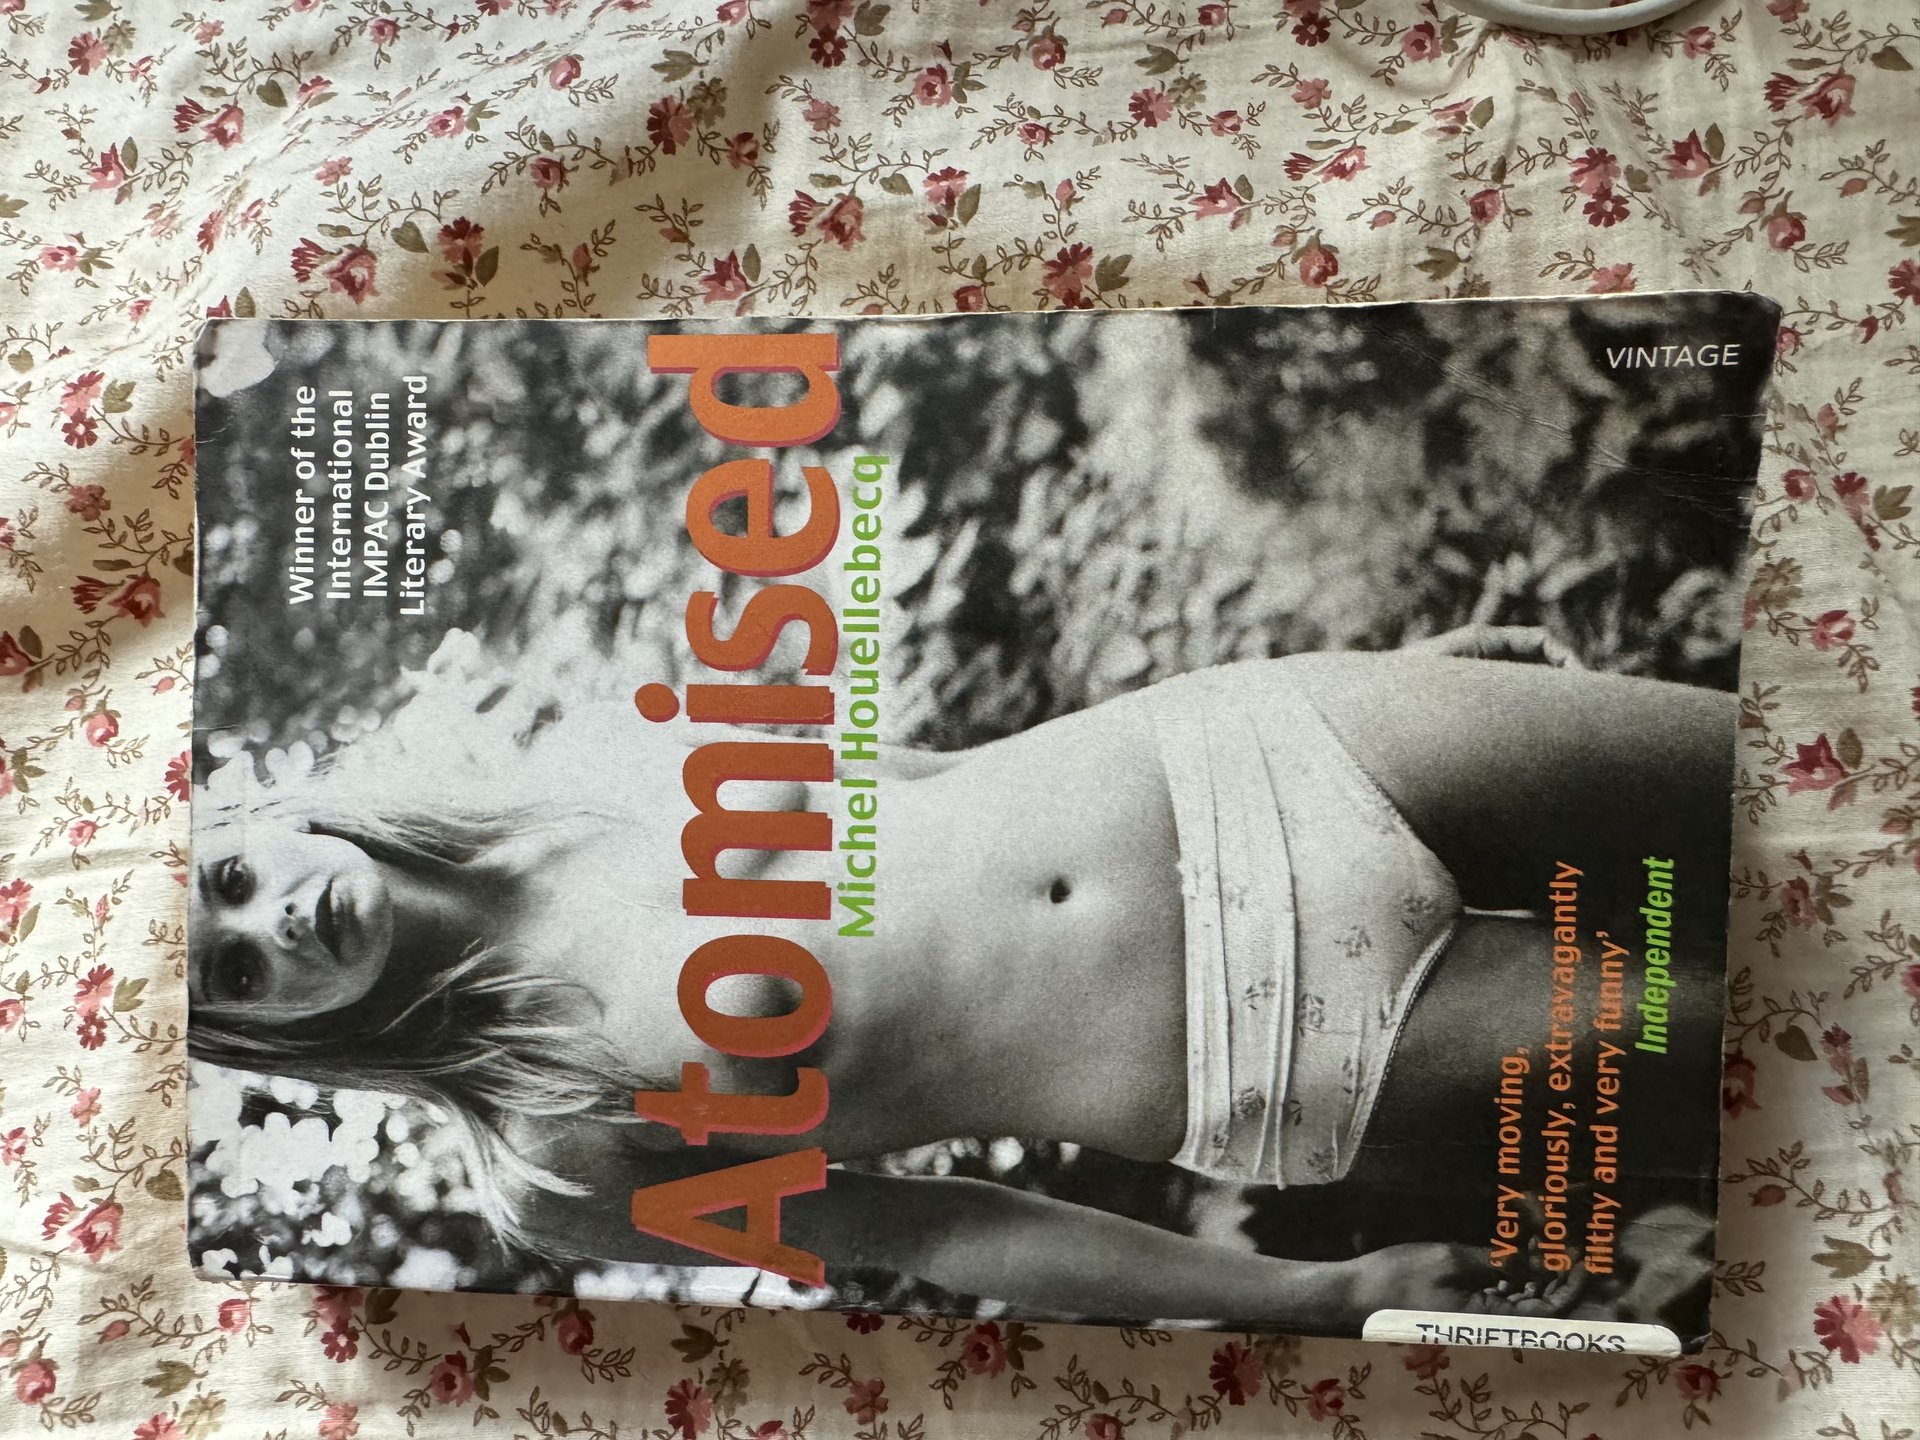 Winner of the
International
IMPAC Dublin
Literary Award
Atomised
Michel Houellebecq
'Very moving,
gloriously, extravagantly
filthy and very funny'
Independent
VINTAGE
THRIFTBOOKS